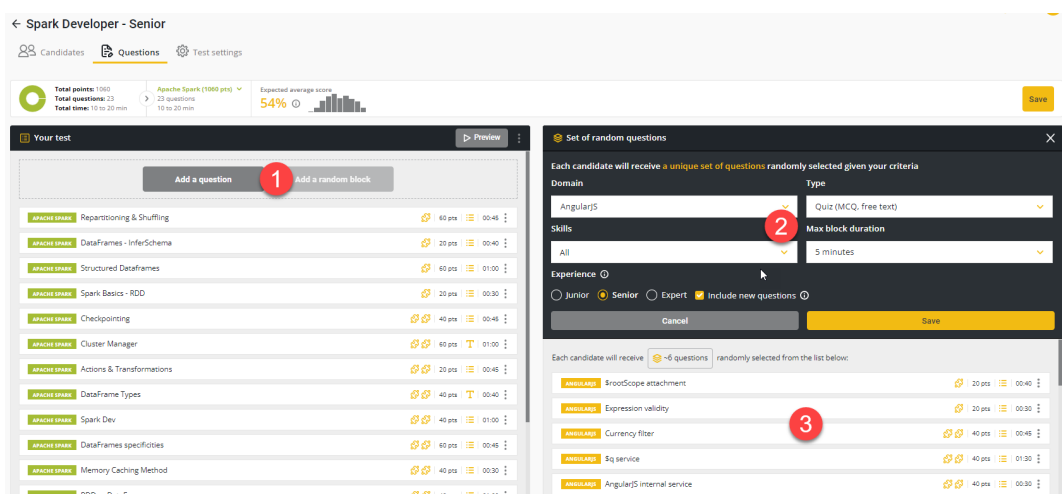 ← Spark Developer - Senior
Candidates Questions Test settings
Total points: 1060
Total questions: 23
Total time: 10 to 20 min
Apache Spark (1060 pts)
23 questions
10 to 20 min
Expected average score
54%
Save
Your test
Preview
Add a question
1
Add a random block
APACHE SPARK Repartitioning & Shuffling 60 pts 00:45
APACHE SPARK DataFrames - InferSchema 20 pts 00:40
APACHE SPARK Structured Dataframes 60 pts 01:00
APACHE SPARK Spark Basics - RDD 20 pts 00:30
APACHE SPARK Checkpointing 40 pts 00:45
APACHE SPARK Cluster Manager 60 pts T 01:00
APACHE SPARK Actions & Transformations 20 pts 00:45
APACHE SPARK DataFrame Types 40 pts T 00:40
APACHE SPARK Spark Dev 40 pts 01:00
APACHE SPARK DataFrames specificities 60 pts 00:45
APACHE SPARK Memory Caching Method 40 pts 00:30
Set of random questions
Each candidate will receive a unique set of questions randomly selected given your criteria
Domain
Type
AngularJS
Quiz (MCQ, free text)
2
Skills
Max block duration
All
5 minutes
Experience
Junior Senior Expert Include new questions
Cancel
Save
Each candidate will receive ~6 questions randomly selected from the list below:
ANGULARJS $rootScope attachment 20 pts 00:40
ANGULARJS Expression validity 20 pts 00:30
3
ANGULARJS Currency filter 40 pts 00:45
ANGULARJS $q service 40 pts 01:30
ANGULARJS AngularJS internal service 40 pts 00:30